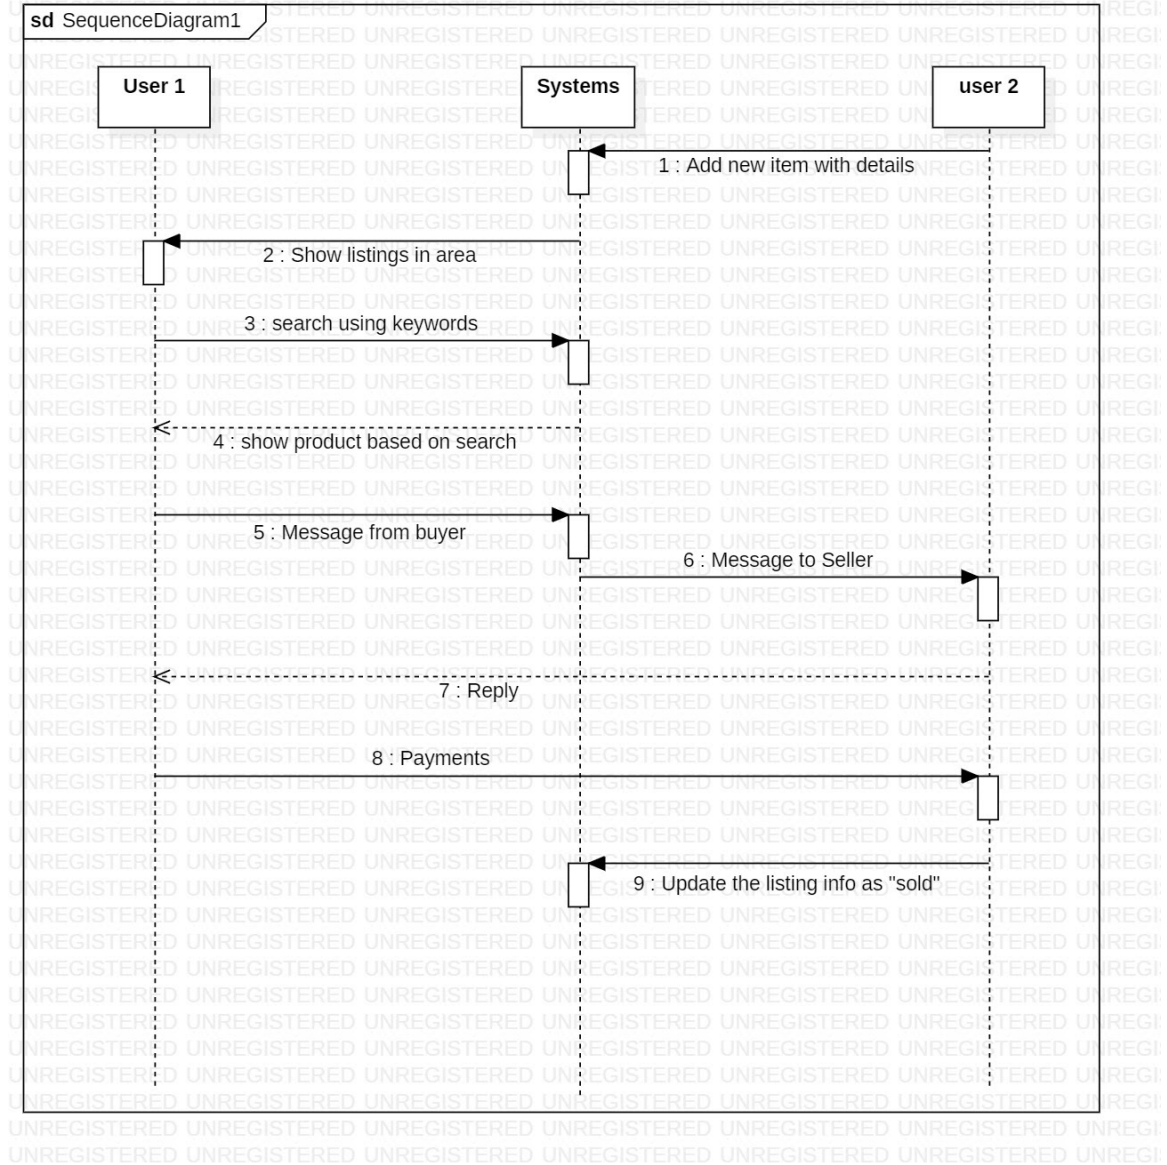 sd SequenceDiagram1
User 1
Systems
user 2
1 : Add new item with details
2 : Show listings in area
3 : search using keywords
4 : show product based on search
5 : Message from buyer
6 : Message to Seller
7 : Reply
8 : Payments
9 : Update the listing info as "sold"
UNREGISTERED